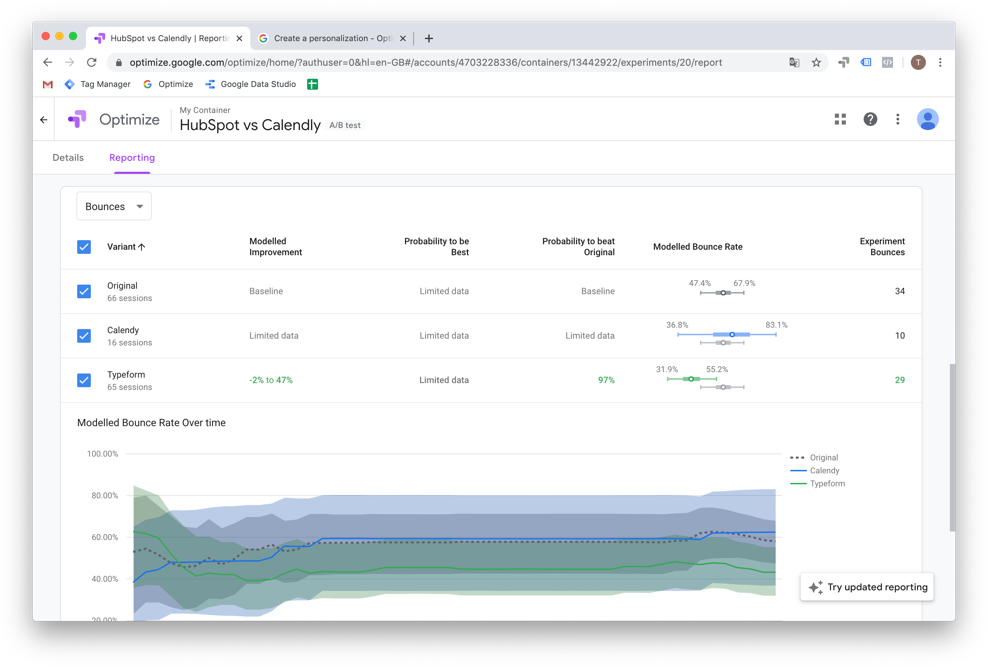 HubSpot vs Calendly | Reportin
Create a personalization - Opti
optimize.google.com/optimize/home/?authuser=0&hl=en-GB#/accounts/4703228336/containers/13442922/experiments/20/report
T
Tag Manager
Optimize
Google Data Studio
Optimize
My Container
HubSpot vs Calendly A/B test
Details
Reporting
Bounces
Variant
Modelled Improvement
Probability to be Best
Probability to beat Original
Modelled Bounce Rate
Experiment Bounces
Original
66 sessions
Baseline
Limited data
Baseline
47.4% 67.9%
34
Calendy
16 sessions
Limited data
Limited data
Limited data
36.8% 83.1%
10
Typeform
65 sessions
-2% to 47%
Limited data
97%
31.9% 55.2%
29
Modelled Bounce Rate Over time
100.00%
80.00%
60.00%
40.00%
20.00%
Original
Calendy
Typeform
Try updated reporting